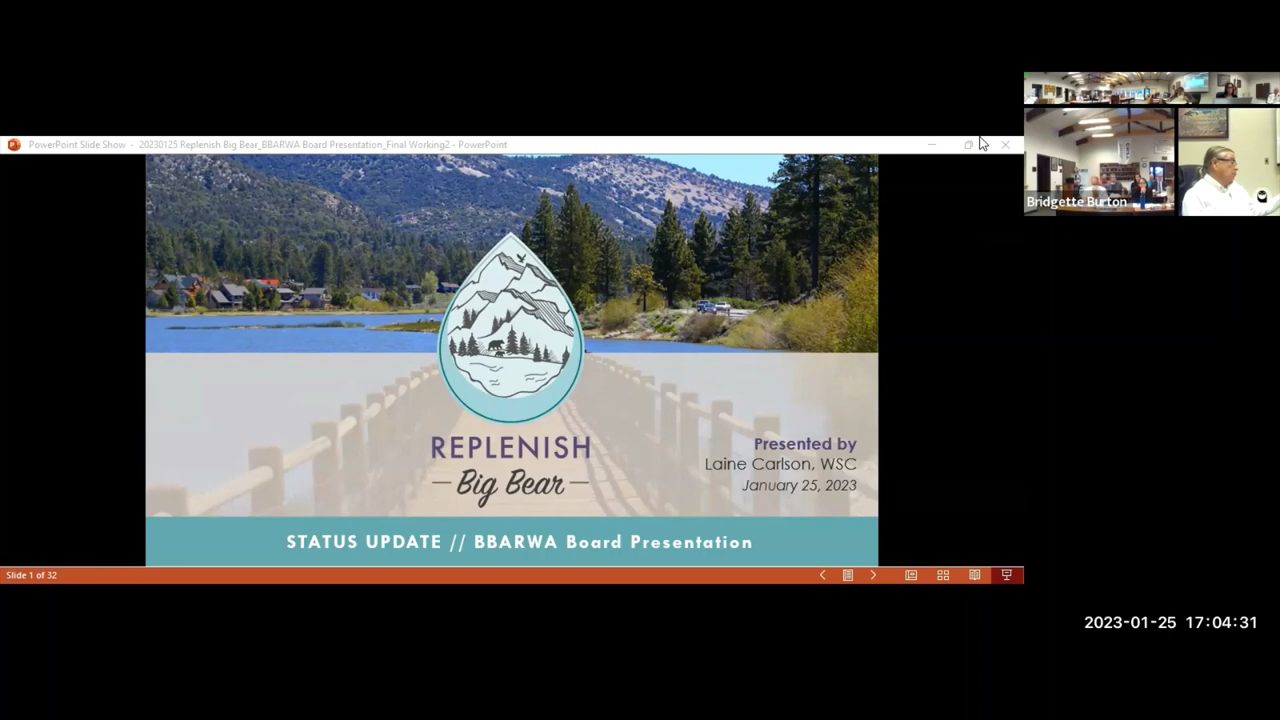 PowerPoint Slide Show - 20230125 Replenish Big Bear_BBARWA Board Presentation_Final Working2 - PowerPoint
Bridgette Burton
REPLENISH
Big Bear
Presented by
Laine Carlson, WSC
January 25, 2023
STATUS UPDATE // BBARWA Board Presentation
Slide 1 of 32
2023-01-25 17:04:31